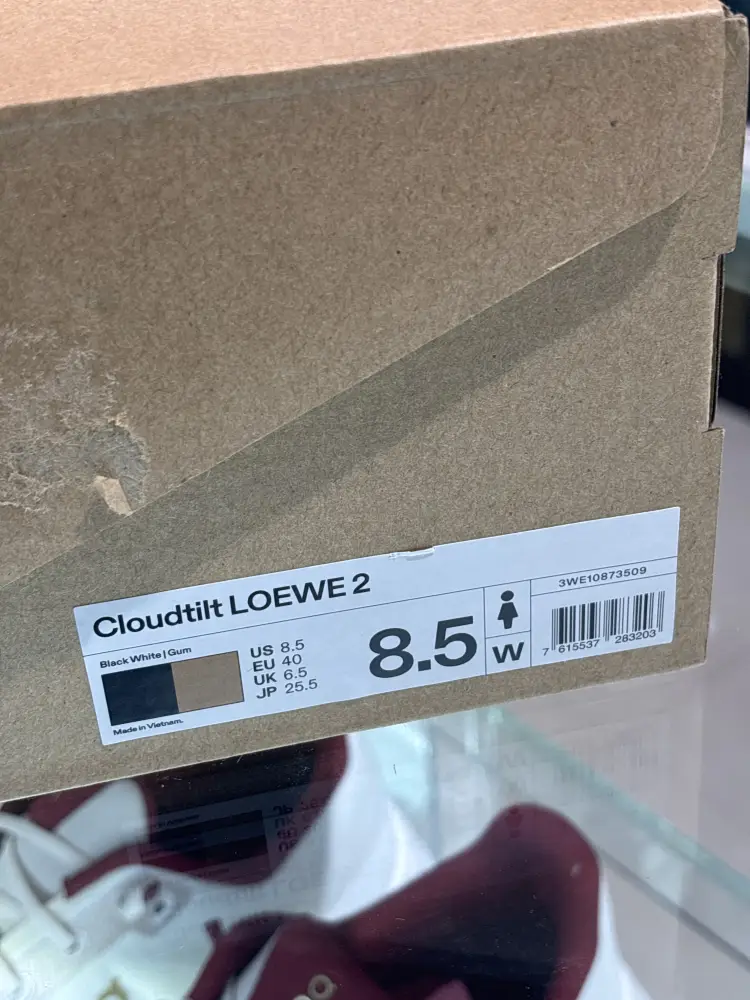 Cloudtilt LOEWE 2
Black White | Gum
US 8.5
EU 40
UK 6.5
JP 25.5
Made in Vietnam.
8.5
W
3WE10873509
7 615537 283203